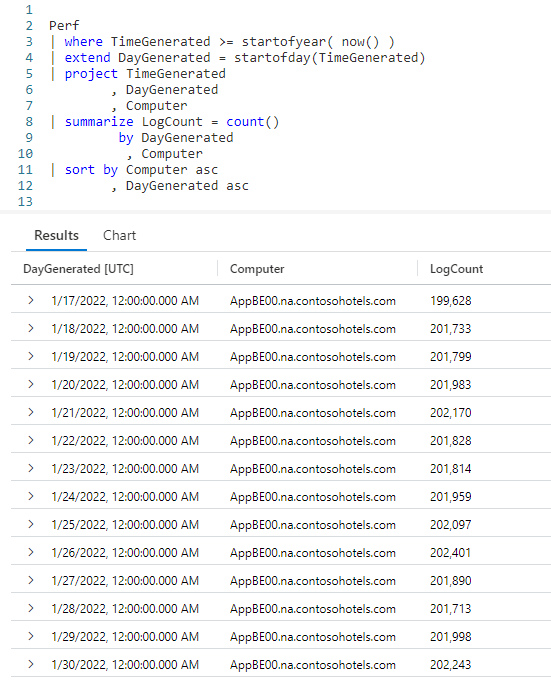 1
2 Perf
3 | where TimeGenerated >= startofyear( now() )
4 | extend DayGenerated = startofday(TimeGenerated)
5 | project TimeGenerated
6 , DayGenerated
7 , Computer
8 | summarize LogCount = count()
9 by DayGenerated
10 , Computer
11 | sort by Computer asc
12 , DayGenerated asc
13
Results Chart
DayGenerated [UTC] Computer LogCount
> 1/17/2022, 12:00:00.000 AM AppBE00.na.contosohotels.com 199,628
> 1/18/2022, 12:00:00.000 AM AppBE00.na.contosohotels.com 201,733
> 1/19/2022, 12:00:00.000 AM AppBE00.na.contosohotels.com 201,799
> 1/20/2022, 12:00:00.000 AM AppBE00.na.contosohotels.com 201,983
> 1/21/2022, 12:00:00.000 AM AppBE00.na.contosohotels.com 202,170
> 1/22/2022, 12:00:00.000 AM AppBE00.na.contosohotels.com 201,828
> 1/23/2022, 12:00:00.000 AM AppBE00.na.contosohotels.com 201,814
> 1/24/2022, 12:00:00.000 AM AppBE00.na.contosohotels.com 201,959
> 1/25/2022, 12:00:00.000 AM AppBE00.na.contosohotels.com 202,097
> 1/26/2022, 12:00:00.000 AM AppBE00.na.contosohotels.com 202,401
> 1/27/2022, 12:00:00.000 AM AppBE00.na.contosohotels.com 201,890
> 1/28/2022, 12:00:00.000 AM AppBE00.na.contosohotels.com 201,713
> 1/29/2022, 12:00:00.000 AM AppBE00.na.contosohotels.com 201,998
> 1/30/2022, 12:00:00.000 AM AppBE00.na.contosohotels.com 202,243